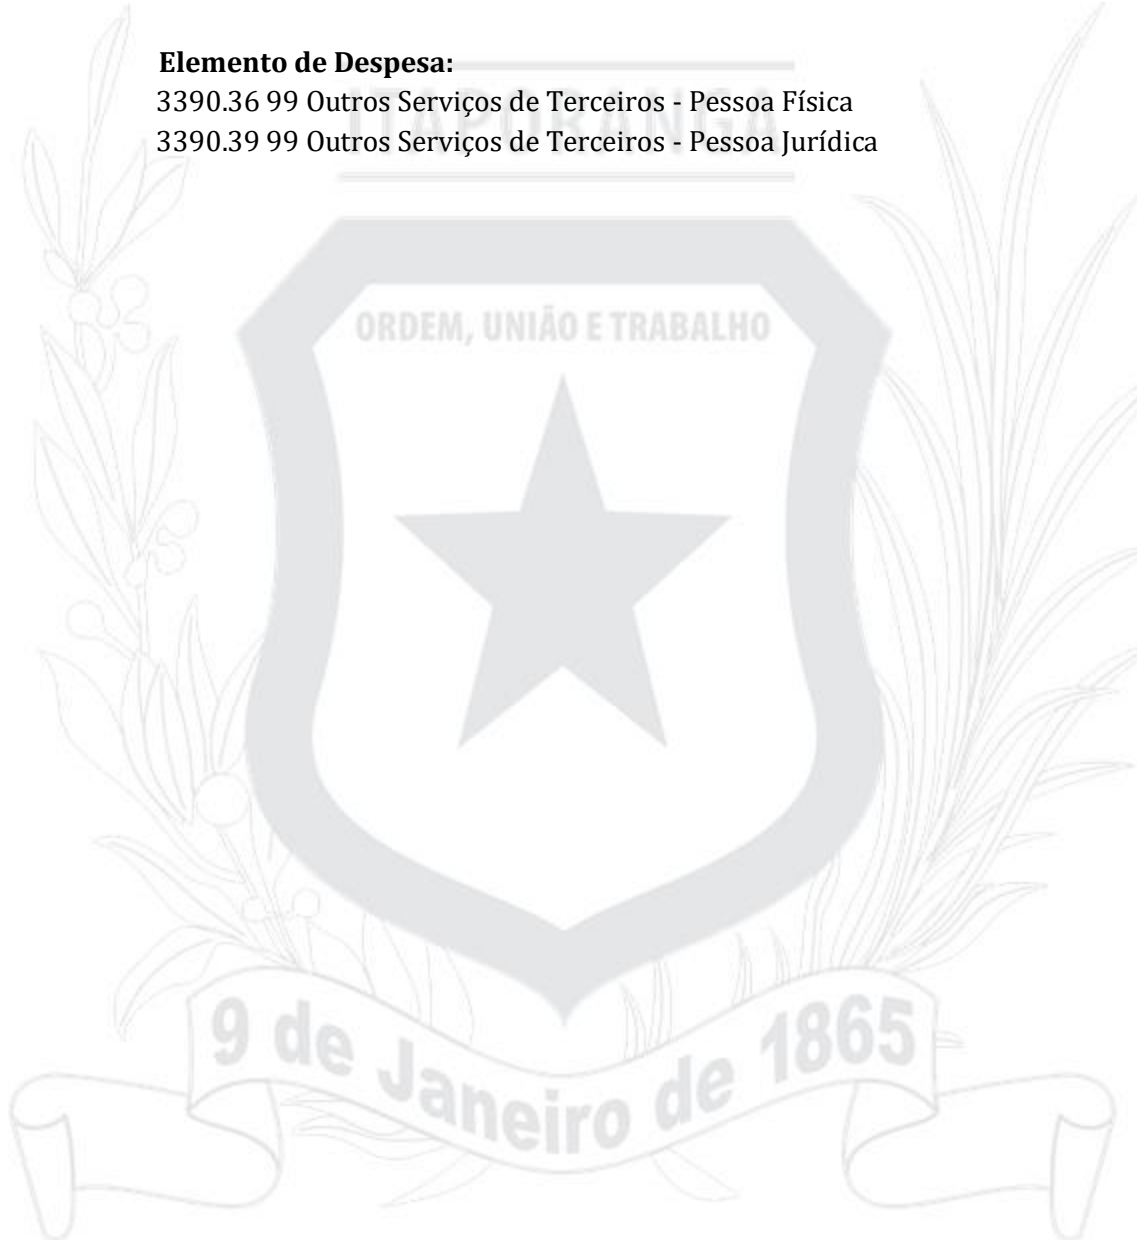 Elemento de Despesa:
3390.36 99 Outros Serviços de Terceiros - Pessoa Física
3390.39 99 Outros Serviços de Terceiros - Pessoa Jurídica
ITAPORANGA
ORDEM, UNIÃO E TRABALHO
9 de Janeiro de 1865